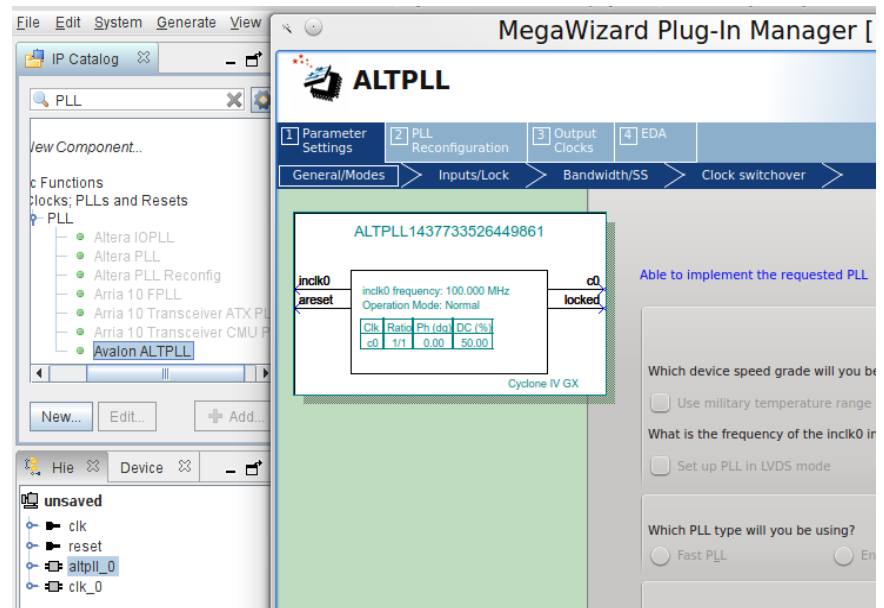 File Edit System Generate View
MegaWizard Plug-In Manager [
IP Catalog
ALTPLL
PLL
1 Parameter Settings
2 PLL Reconfiguration
3 Output Clocks
4 EDA
General/Modes
Inputs/Lock
Bandwidth/SS
Clock switchover
New Component...
c Functions
Clocks; PLLs and Resets
PLL
Altera IOPLL
Altera PLL
Altera PLL Reconfig
Arria 10 FPLL
Arria 10 Transceiver ATX PL
Arria 10 Transceiver CMU P
Avalon ALTPLL
New... Edit... Add...
ALTPLL1437733526449861
inclk0
areset
inclk0 frequency: 100.000 MHz
Operation Mode: Normal
Clk Ratio Ph (dg) DC (%)
c0 1/1 0.00 50.00
c0
locked
Cyclone IV GX
Able to implement the requested PLL
Which device speed grade will you be
Use military temperature range
What is the frequency of the inclk0 in
Set up PLL in LVDS mode
Which PLL type will you be using?
Fast PLL
En
Hie Device
unsaved
clk
reset
altpll_0
clk_0